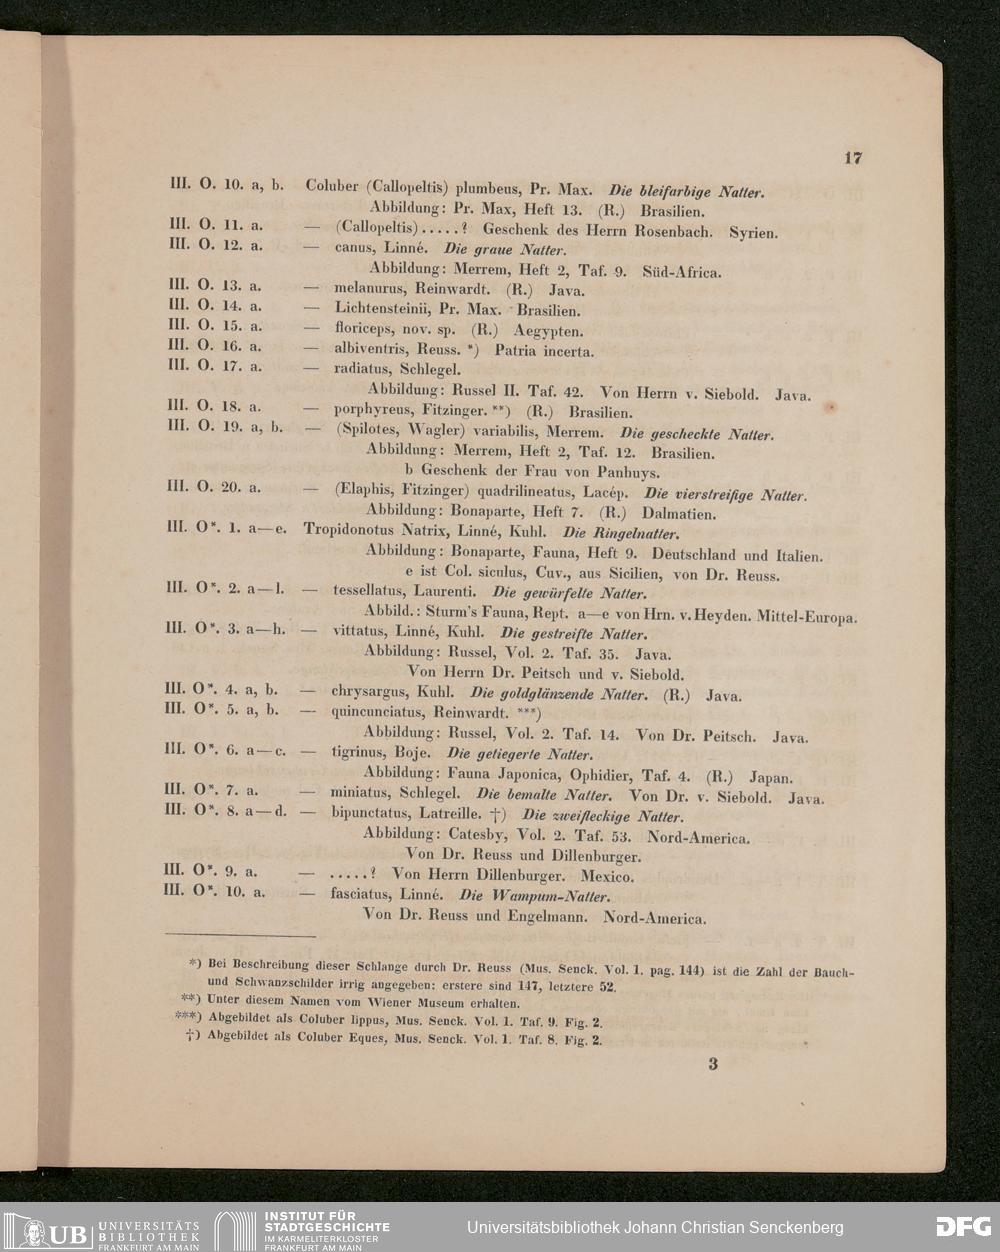 17
III. O. 10. a, b. Coluber (Callopeltis) plumbeus, Pr. Max. Die bleifarbige Natter.
Abbildung: Pr. Max, Heft 13. (R.) Brasilien.
III. O. 11. a. — (Callopeltis).....? Geschenk des Herrn Rosenbach. Syrien.
III. O. 12. a. — canus, Linné. Die graue Natter.
Abbildung: Merrem, Heft 2, Taf. 9. Süd-Africa.
III. O. 13. a. — melanurus, Reinwardt. (R.) Java.
III. O. 14. a. — Lichtensteinii, Pr. Max. Brasilien.
III. O. 15. a. — floriceps, nov. sp. (R.) Aegypten.
III. O. 16. a. — albiventris, Reuss. *) Patria incerta.
III. O. 17. a. — radiatus, Schlegel.
Abbildung: Russel II. Taf. 42. Von Herrn v. Siebold. Java.
III. O. 18. a. — porphyreus, Fitzinger. **) (R.) Brasilien.
III. O. 19. a, b. — (Spilotes, Wagler) variabilis, Merrem. Die gescheckte Natter.
Abbildung: Merrem, Heft 2, Taf. 12. Brasilien.
b Geschenk der Frau von Panhuys.
III. O. 20. a. — (Elaphis, Fitzinger) quadrilineatus, Lacép. Die vierstreifige Natter.
Abbildung: Bonaparte, Heft 7. (R.) Dalmatien.
III. O*. 1. a—e. Tropidonotus Natrix, Linné, Kuhl. Die Ringelnatter.
Abbildung: Bonaparte, Fauna, Heft 9. Deutschland und Italien.
e ist Col. siculus, Cuv., aus Sicilien, von Dr. Reuss.
III. O*. 2. a—l. — tessellatus, Laurenti. Die gewürfelte Natter.
Abbild.: Sturm's Fauna, Rept. a—e von Hrn. v. Heyden. Mittel-Europa.
III. O*. 3. a—h. — vittatus, Linné, Kuhl. Die gestreifte Natter.
Abbildung: Russel, Vol. 2. Taf. 35. Java.
Von Herrn Dr. Peitsch und v. Siebold.
III. O*. 4. a, b. — chrysargus, Kuhl. Die goldglänzende Natter. (R.) Java.
III. O*. 5. a, b. — quincunciatus, Reinwardt. ***)
Abbildung: Russel, Vol. 2. Taf. 14. Von Dr. Peitsch. Java.
III. O*. 6. a—c. — tigrinus, Boje. Die getiegerte Natter.
Abbildung: Fauna Japonica, Ophidier, Taf. 4. (R.) Japan.
III. O*. 7. a. — miniatus, Schlegel. Die bemalte Natter. Von Dr. v. Siebold. Java.
III. O*. 8. a—d. — bipunctatus, Latreille. †) Die zweifleckige Natter.
Abbildung: Catesby, Vol. 2. Taf. 53. Nord-America.
Von Dr. Reuss und Dillenburger.
III. O*. 9. a. — .....? Von Herrn Dillenburger. Mexico.
III. O*. 10. a. — fasciatus, Linné. Die Wampum-Natter.
Von Dr. Reuss und Engelmann. Nord-America.
*) Bei Beschreibung dieser Schlange durch Dr. Reuss (Mus. Senck. Vol. 1. pag. 144) ist die Zahl der Bauch-
und Schwanzschilder irrig angegeben: erstere sind 147, letztere 52.
**) Unter diesem Namen vom Wiener Museum erhalten.
***) Abgebildet als Coluber lippus, Mus. Senck. Vol. 1. Taf. 9. Fig. 2.
†) Abgebildet als Coluber Eques, Mus. Senck. Vol. 1. Taf. 8. Fig. 2.
3
UB UNIVERSITÄTS
BIBLIOTHEK
FRANKFURT AM MAIN
INSTITUT FÜR
STADTGESCHICHTE
IM KARMELITERKLOSTER
FRANKFURT AM MAIN
Universitätsbibliothek Johann Christian Senckenberg
DFG